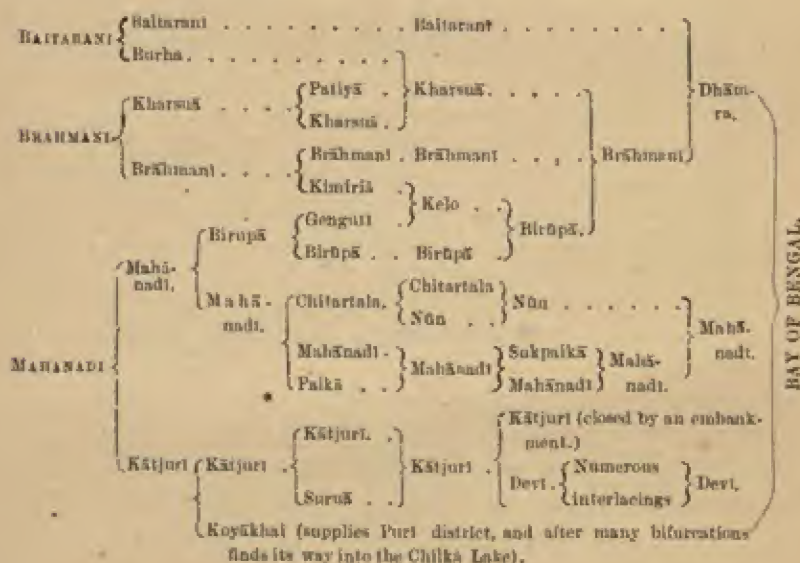 BAITARANI Baitarani . . . . . . . . Baitarani . . . . . . . .
Burha . . . . . . . . .
Kharsuā . . . . Patiyā . Kharsuā . . . . . Dhām-
BRAHMANI Kharsuā . ra.
Brāhmani . . . Brāhmani . Brāhmani . . . , . Brāhmani
Kimiriā . Kelo . .
Birupā Genguti . Birūpā.
Mahā- Birūpā . . Birūpā
nadi. Mahā- Chitartala. Chitartala Nūn . . . . . . Mahā-
nadi. Nūn . . nadi.
MAHANADI Mahānadi . Mahānadi Sukpaikā Mahā-
Paikā . . Mahānadi nadi.
Kātjuri. . Kātjuri (closed by an embank-
Kātjuri Kātjuri . Kātjuri . ment.)
Suruā . . Devi . Numerous Devi.
interlacings
Koyākhai (supplies Puri district, and after many bifurcations
finds its way into the Chilkā Lake).
BAY OF BENGAL.